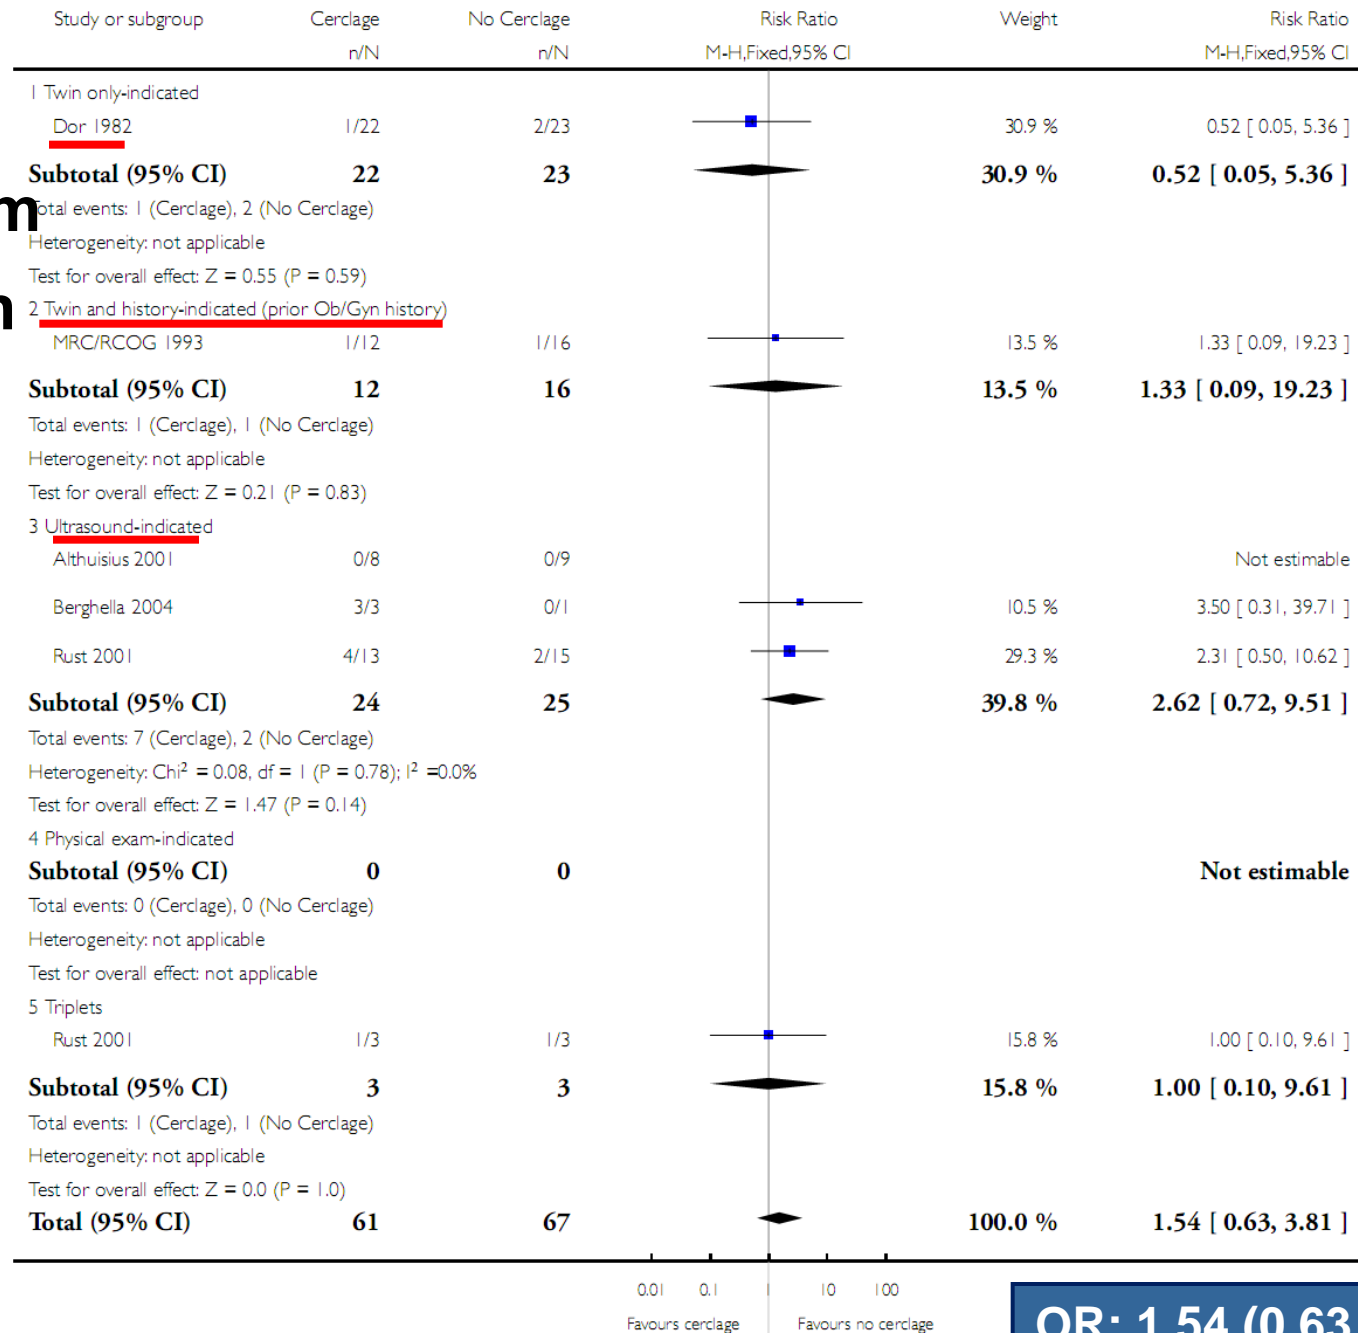 Study or subgroup Cerclage No Cerclage Risk Ratio Weight Risk Ratio
n/N n/N M-H,Fixed,95% CI M-H,Fixed,95% CI
1 Twin only-indicated
Dor 1982 1/22 2/23 30.9 % 0.52 [ 0.05, 5.36 ]
Subtotal (95% CI) 22 23 30.9 % 0.52 [ 0.05, 5.36 ]
m
Total events: 1 (Cerclage), 2 (No Cerclage)
Heterogeneity: not applicable
Test for overall effect: Z = 0.55 (P = 0.59)
2 Twin and history-indicated (prior Ob/Gyn history)
MRC/RCOG 1993 1/12 1/16 13.5 % 1.33 [ 0.09, 19.23 ]
Subtotal (95% CI) 12 16 13.5 % 1.33 [ 0.09, 19.23 ]
Total events: 1 (Cerclage), 1 (No Cerclage)
Heterogeneity: not applicable
Test for overall effect: Z = 0.21 (P = 0.83)
3 Ultrasound-indicated
Althuisius 2001 0/8 0/9 Not estimable
Berghella 2004 3/3 0/1 10.5 % 3.50 [ 0.31, 39.71 ]
Rust 2001 4/13 2/15 29.3 % 2.31 [ 0.50, 10.62 ]
Subtotal (95% CI) 24 25 39.8 % 2.62 [ 0.72, 9.51 ]
Total events: 7 (Cerclage), 2 (No Cerclage)
Heterogeneity: Chi² = 0.08, df = 1 (P = 0.78); I² =0.0%
Test for overall effect: Z = 1.47 (P = 0.14)
4 Physical exam-indicated
Subtotal (95% CI) 0 0 Not estimable
Total events: 0 (Cerclage), 0 (No Cerclage)
Heterogeneity: not applicable
Test for overall effect: not applicable
5 Triplets
Rust 2001 1/3 1/3 15.8 % 1.00 [ 0.10, 9.61 ]
Subtotal (95% CI) 3 3 15.8 % 1.00 [ 0.10, 9.61 ]
Total events: 1 (Cerclage), 1 (No Cerclage)
Heterogeneity: not applicable
Test for overall effect: Z = 0.0 (P = 1.0)
Total (95% CI) 61 67 100.0 % 1.54 [ 0.63, 3.81 ]
0.01 0.1 1 10 100
Favours cerclage Favours no cerclage
OR: 1.54 (0.63